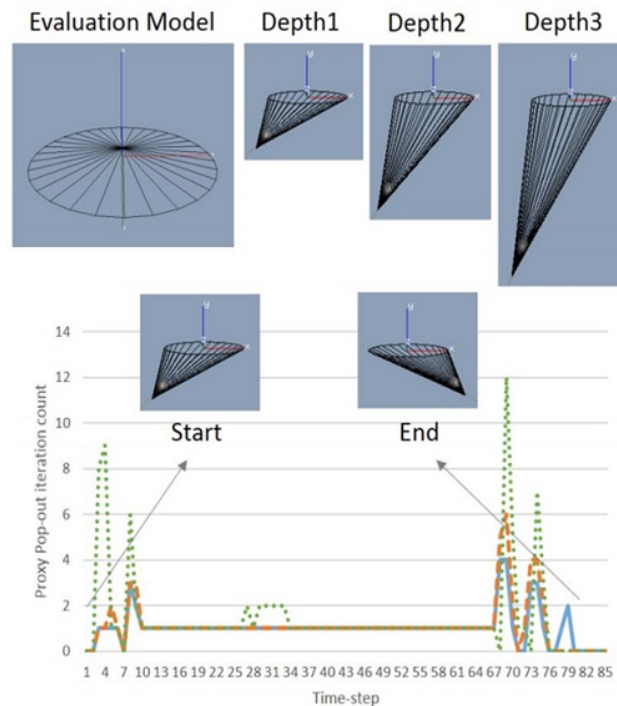 Evaluation Model Depth1 Depth2 Depth3
y
x
y
x
y
x
y
x
14
12
10
8
6
4
2
0
y
x
y
x
Start End
Proxy Pop-out iteration count
1 4 7 10 13 16 19 22 25 28 31 34 37 40 43 46 49 52 55 58 61 64 67 70 73 76 79 82 85
Time-step